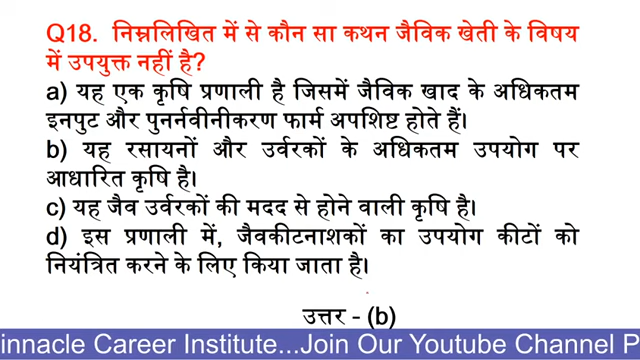 Q18. निम्नलिखित में से कौन सा कथन जैविक खेती के विषय
में उपयुक्त नहीं है?
a) यह एक कृषि प्रणाली है जिसमें जैविक खाद के अधिकतम
इनपुट और पुनर्नवीनीकरण फार्म अपशिष्ट होते हैं।
b) यह रसायनों और उर्वरकों के अधिकतम उपयोग पर
आधारित कृषि है।
c) यह जैव उर्वरकों की मदद से होने वाली कृषि है।
d) इस प्रणाली में, जैवकीटनाशकों का उपयोग कीटों को
नियंत्रित करने के लिए किया जाता है।
उत्तर - (b)
innacle Career Institute...Join Our Youtube Channel P